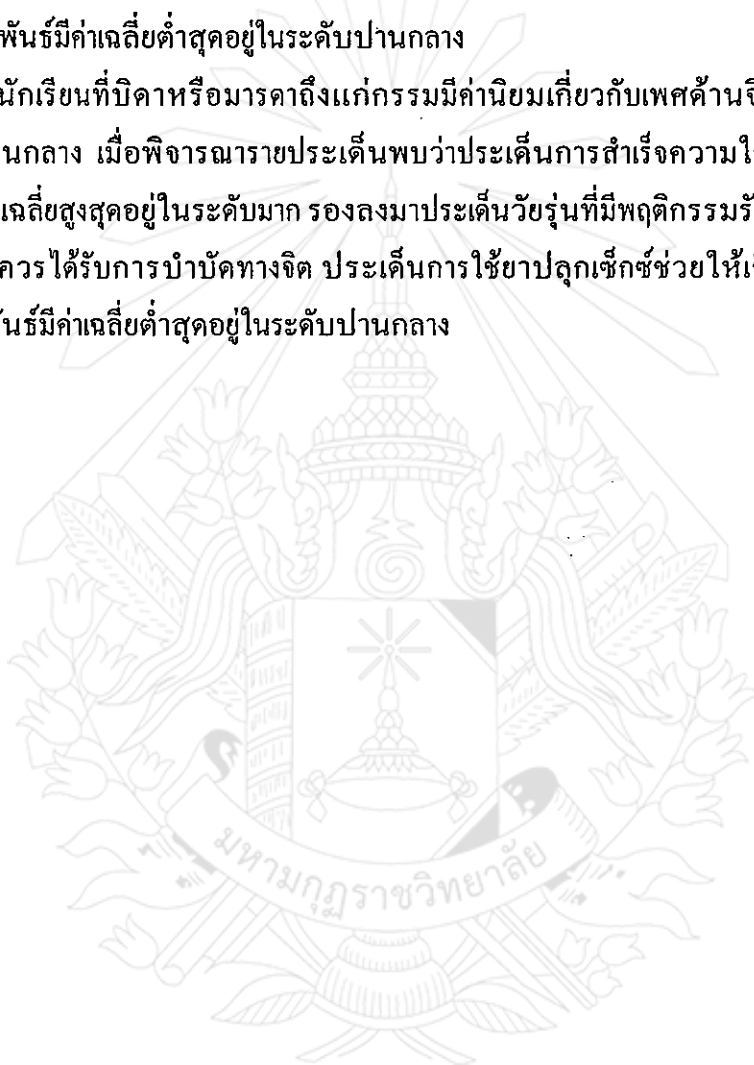 พันธ์มีค่าเฉลี่ยต่ำสุดอยู่ในระดับปานกลาง
นักเรียนที่บิดาหรือมารดาถึงแก่กรรมมีค่านิยมเกี่ยวกับเพศด้านจิ
นกลาง เมื่อพิจารณารายประเด็นพบว่าประเด็นการสำเร็จความใ
เฉลี่ยสูงสุดอยู่ในระดับมาก รองลงมาประเด็นวัยรุ่นที่มีพฤติกรรมรั
ควรได้รับการบำบัดทางจิต ประเด็นการใช้ยาปลุกเซ็กซ์ช่วยให้เ
ันธ์มีค่าเฉลี่ยต่ำสุดอยู่ในระดับปานกลาง
มหามกุฏราชวิทยาลัย